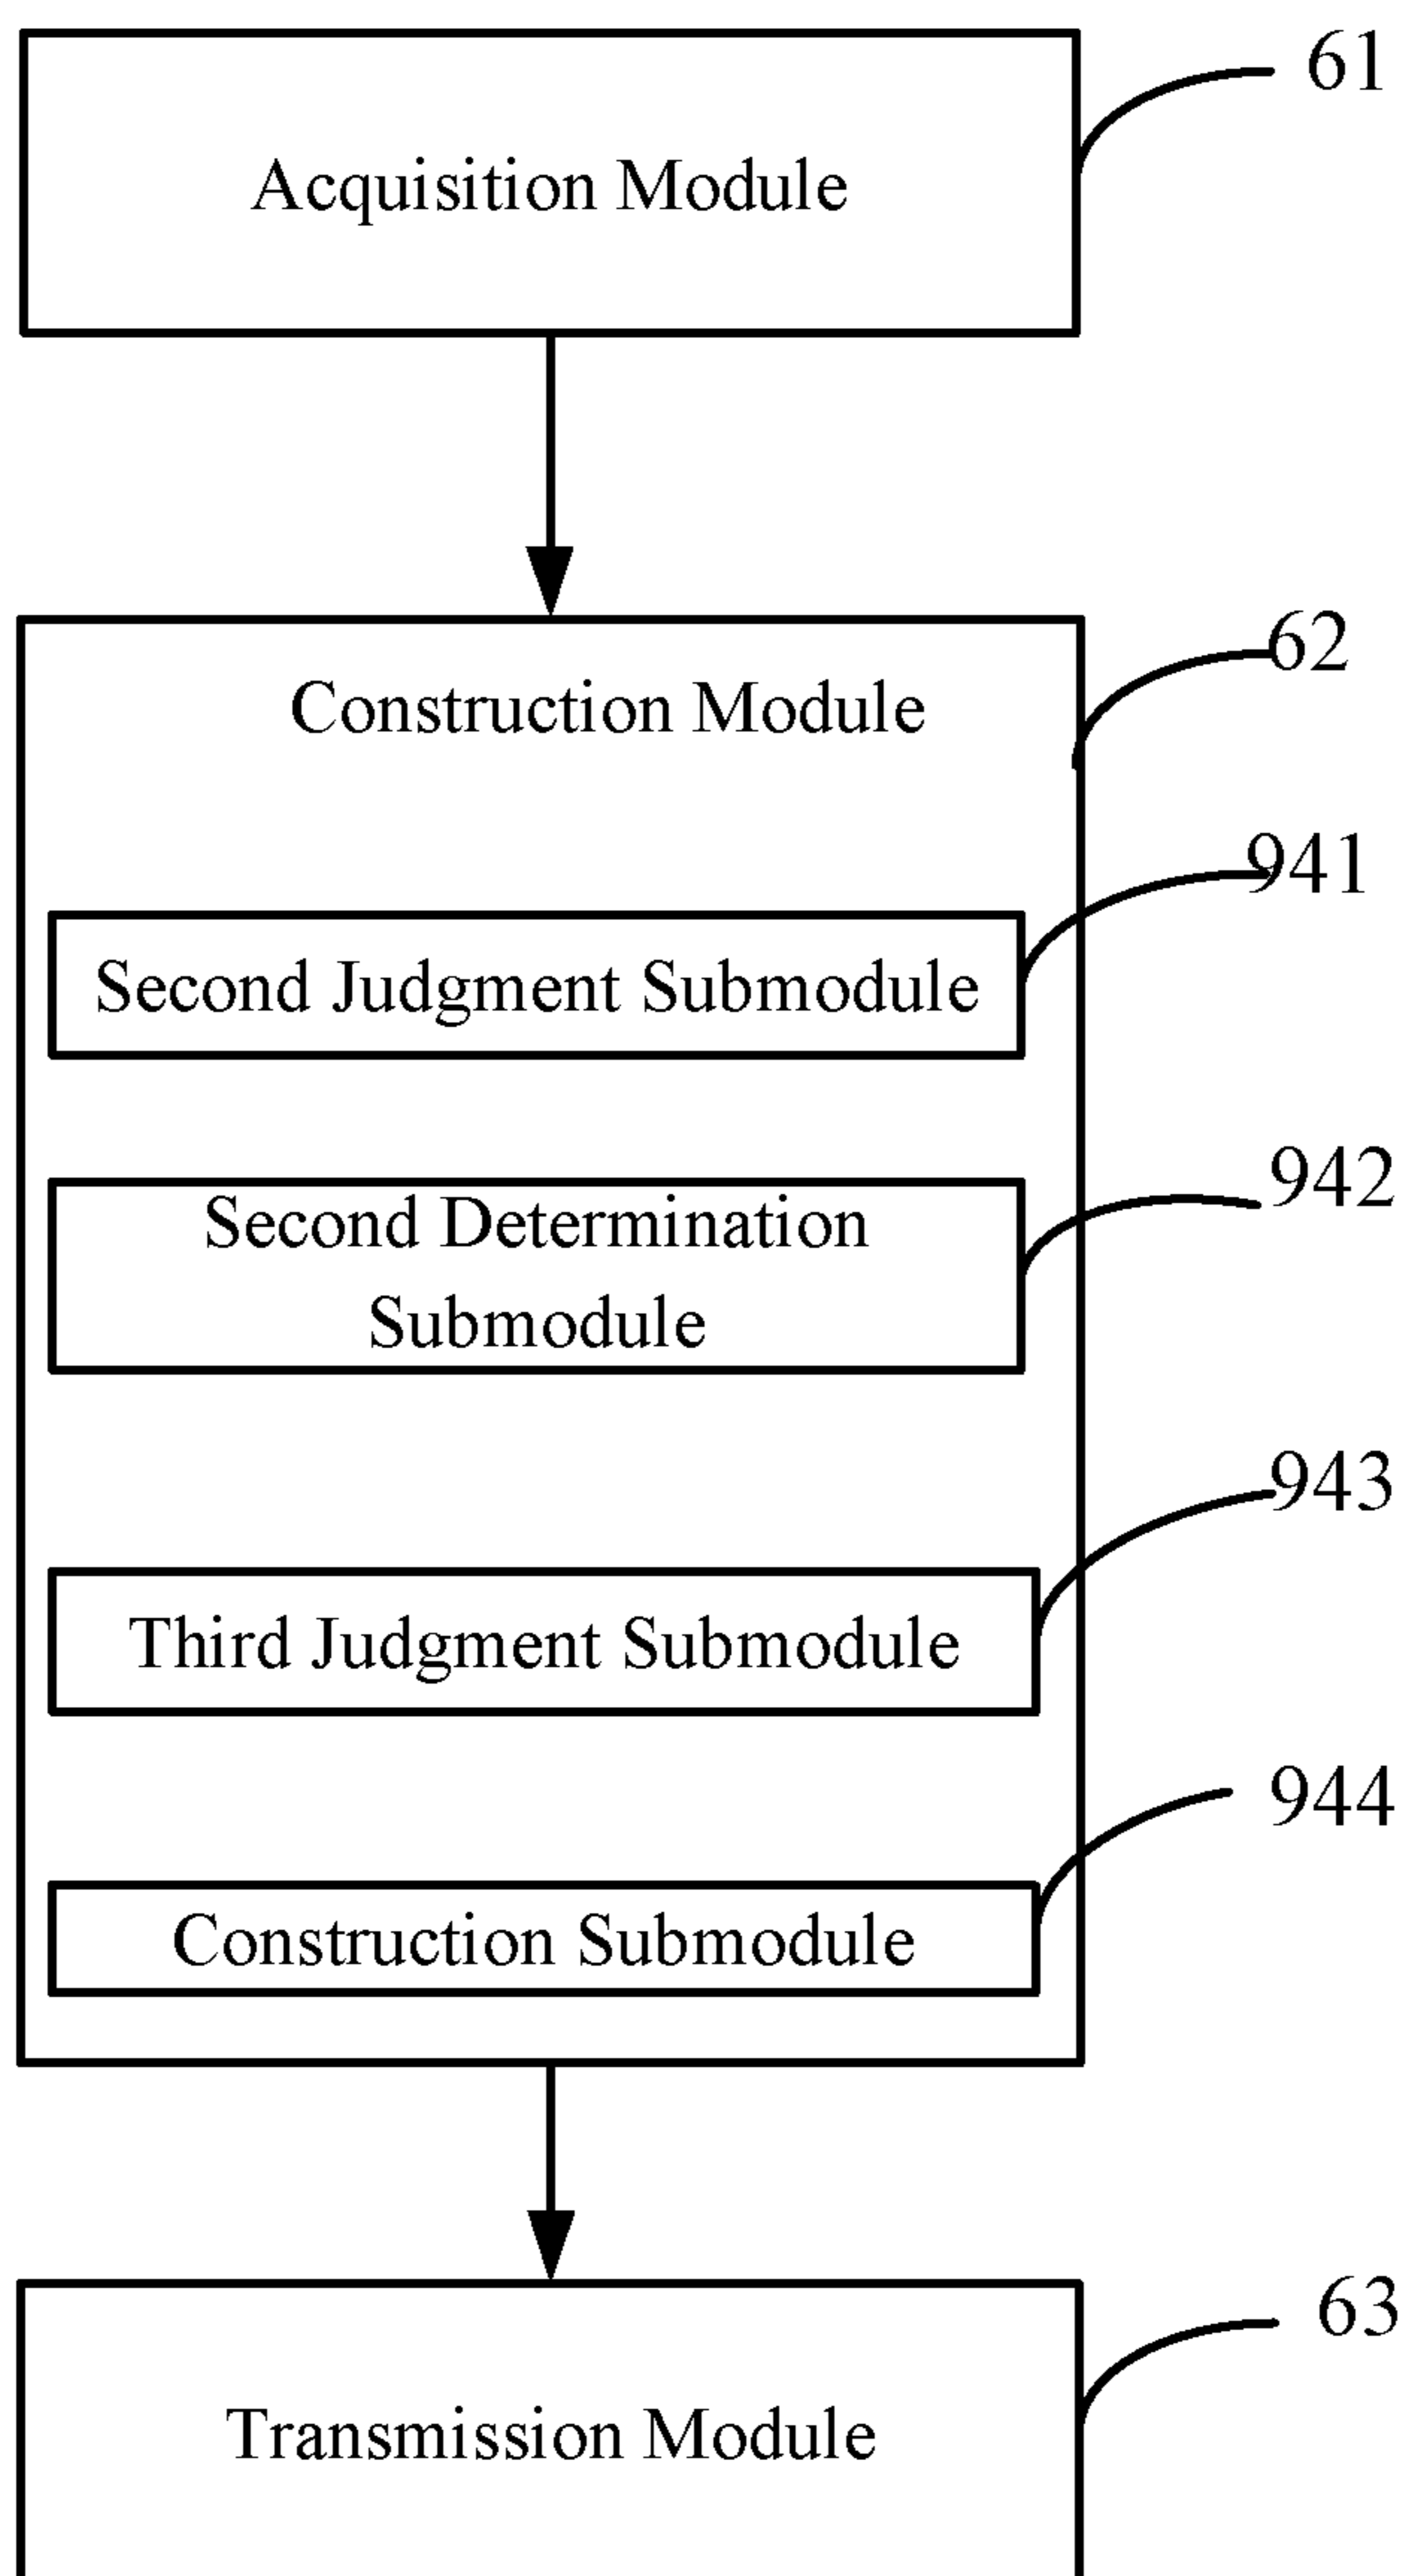 61
Acquisition Module
62
Construction Module
941
Second Judgment Submodule
942
Second Determination
Submodule
943
Third Judgment Submodule
944
Construction Submodule
63
Transmission Module